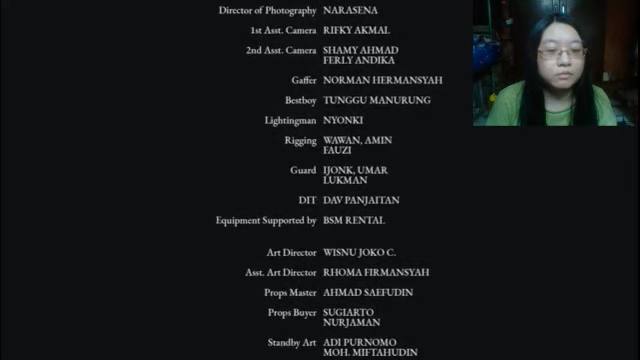 Director of Photography NARASENA
1st Asst. Camera RIFKY AKMAL
2nd Asst. Camera SHAMY AHMAD
FERLY ANDIKA
Gaffer NORMAN HERMANSYAH
Bestboy TUNGGU MANURUNG
Lightingman NYONKI
Rigging WAWAN, AMIN
FAUZI
Guard IJONK, UMAR
LUKMAN
DIT DAV PANJAITAN
Equipment Supported by BSM RENTAL
Art Director WISNU JOKO C.
Asst. Art Director RHOMA FIRMANSYAH
Props Master AHMAD SAEFUDIN
Props Buyer SUGIARTO
NURJAMAN
Standby Art ADI PURNOMO
MOH. MIFTAHUDIN